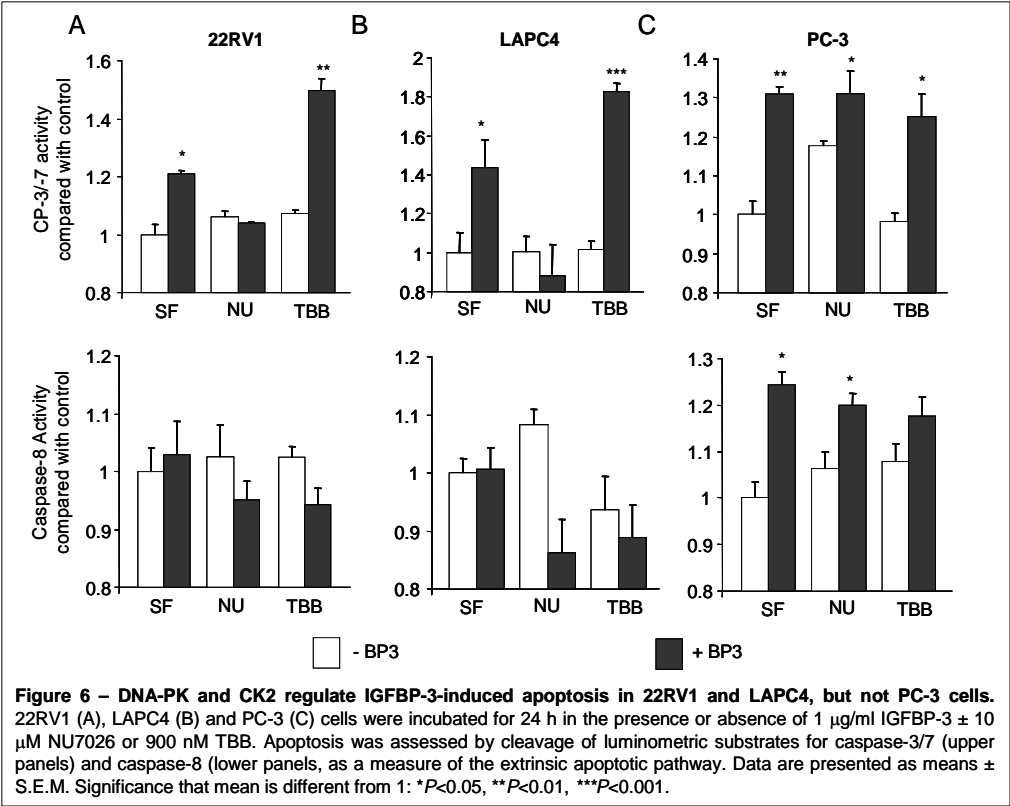 A
22RV1
B
LAPC4
C
PC-3
CP-3/-7 activity
compared with control
1.6
1.4
1.2
1
0.8
*
**
SF
NU
TBB
2
1.8
1.6
1.4
1.2
1
0.8
*
***
SF
NU
TBB
1.4
1.3
1.2
1.1
1
0.9
0.8
**
*
*
SF
NU
TBB
Caspase-8 Activity
compared with control
1.2
1.1
1
0.9
0.8
SF
NU
TBB
1.2
1.1
1
0.9
0.8
SF
NU
TBB
1.3
1.2
1.1
1
0.9
0.8
*
*
SF
NU
TBB
- BP3
+ BP3
Figure 6 – DNA-PK and CK2 regulate IGFBP-3-induced apoptosis in 22RV1 and LAPC4, but not PC-3 cells.
22RV1 (A), LAPC4 (B) and PC-3 (C) cells were incubated for 24 h in the presence or absence of 1 μg/ml IGFBP-3 ± 10
μM NU7026 or 900 nM TBB. Apoptosis was assessed by cleavage of luminometric substrates for caspase-3/7 (upper
panels) and caspase-8 (lower panels, as a measure of the extrinsic apoptotic pathway. Data are presented as means ±
S.E.M. Significance that mean is different from 1: *P<0.05, **P<0.01, ***P<0.001.